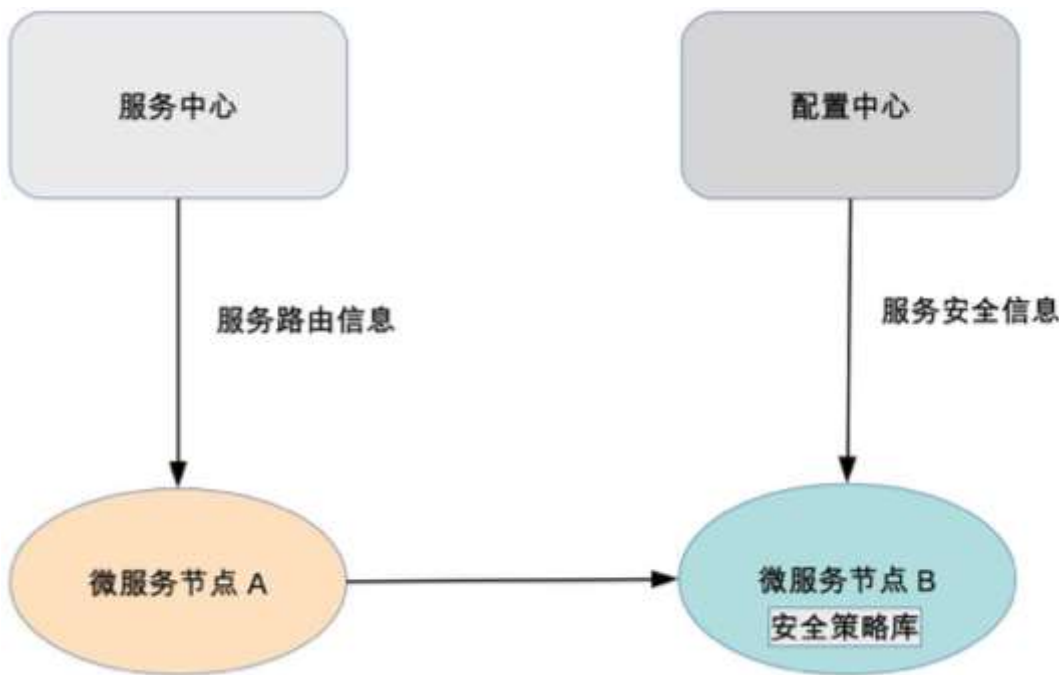 服务中心
配置中心
服务路由信息
服务安全信息
微服务节点 A
微服务节点 B
安全策略库